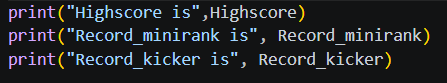 print("Highscore is",Highscore)
print("Record_minirank is", Record_minirank)
print("Record_kicker is", Record_kicker)